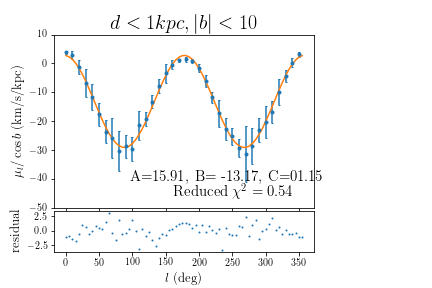 d < 1kpc, |b| < 10
μₗ/ cos b (km/s/kpc)
10
0
−10
−20
−30
−40
−50
A=15.91, B= -13.17, C=01.15
Reduced χ² = 0.54
residual
2.5
0.0
−2.5
0 50 100 150 200 250 300 350
l (deg)